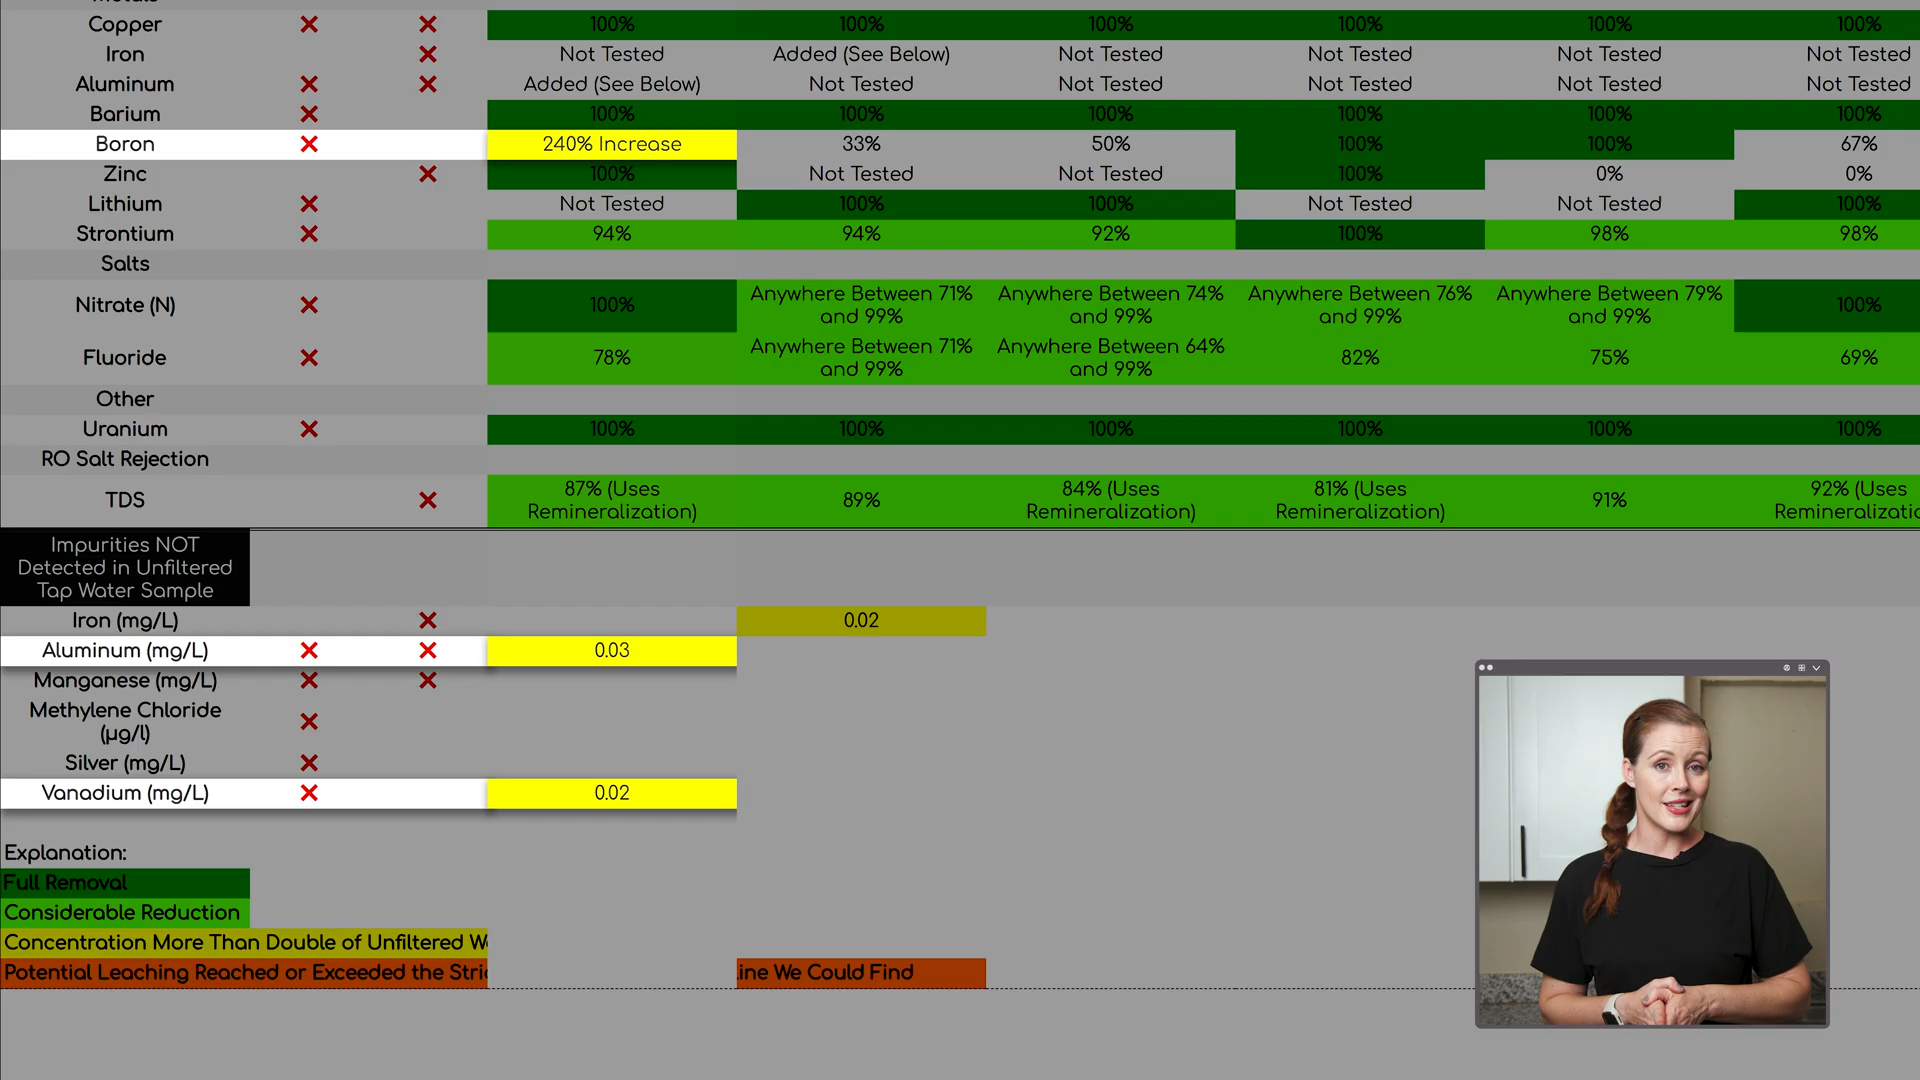 Copper 100% 100% 100% 100% 100% 100%
Iron Not Tested Added (See Below) Not Tested Not Tested Not Tested Not Tested
Aluminum Added (See Below) Not Tested Not Tested Not Tested Not Tested Not Tested
Barium 100% 100% 100% 100% 100% 100%
Boron 240% Increase 33% 50% 100% 100% 67%
Zinc 100% Not Tested Not Tested 100% 0% 0%
Lithium Not Tested 100% 100% Not Tested Not Tested 100%
Strontium 94% 94% 92% 100% 98% 98%
Salts
Nitrate (N) 100% Anywhere Between 71% and 99% Anywhere Between 74% and 99% Anywhere Between 76% and 99% Anywhere Between 79% and 99% 100%
Fluoride 78% Anywhere Between 71% and 99% Anywhere Between 64% and 99% 82% 75% 69%
Other
Uranium 100% 100% 100% 100% 100% 100%
RO Salt Rejection
TDS 87% (Uses Remineralization) 89% 84% (Uses Remineralization) 81% (Uses Remineralization) 91% 92% (Uses
Impurities NOT
Detected in Unfiltered
Tap Water Sample
Iron (mg/L) 0.02
Aluminum (mg/L) 0.03
Manganese (mg/L)
Methylene Chloride
(µg/l)
Silver (mg/L)
Vanadium (mg/L) 0.02
Explanation:
Full Removal
Considerable Reduction
Concentration More Than Double of Unfiltered
Potential Leaching Reached or Exceeded the We Could Find